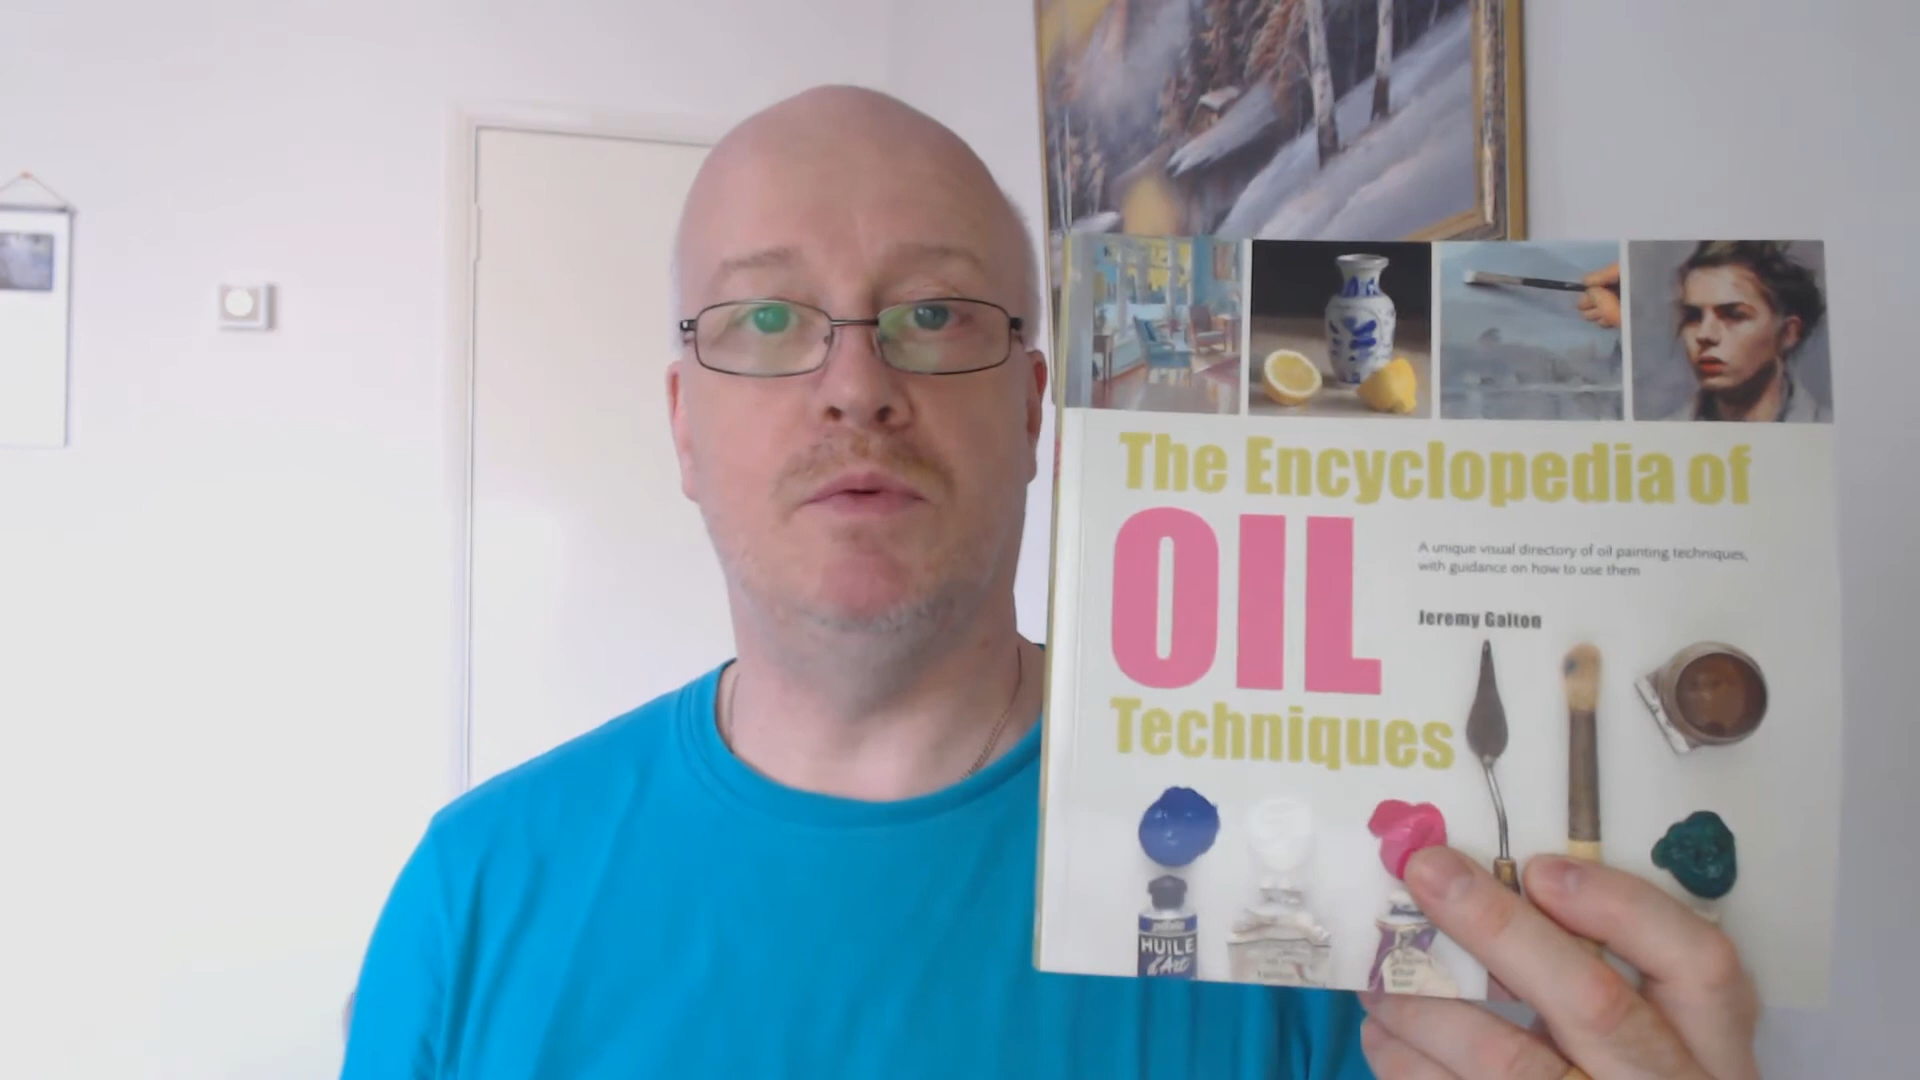 The Encyclopedia of
OIL
A unique visual directory of oil painting techniques,
with guidance on how to use them
Jeremy Galton
Techniques
HUILE
d'Art